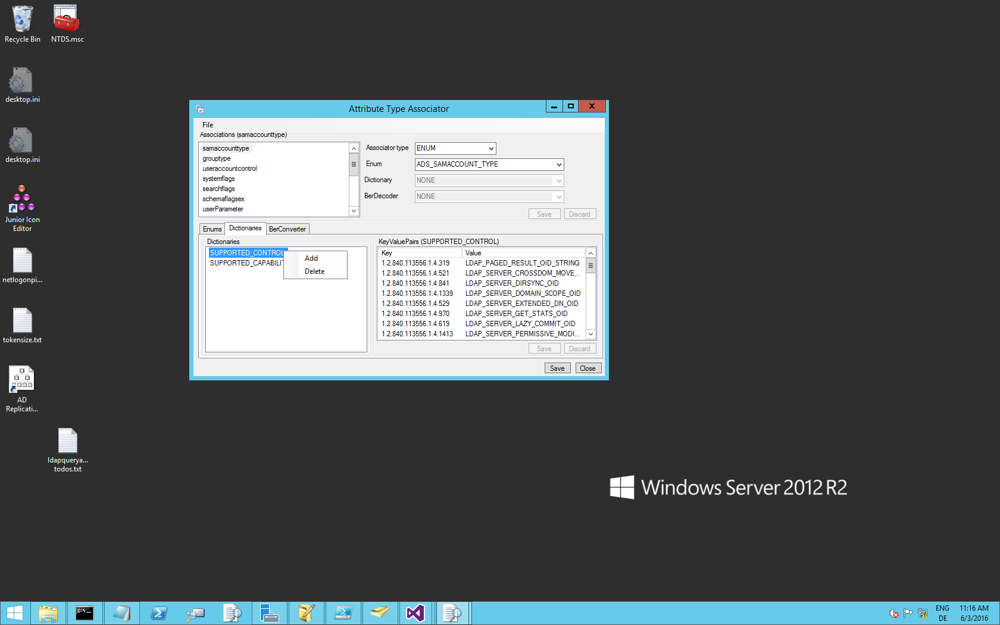 Recycle Bin
NTDS.msc
desktop.ini
desktop.ini
Junior Icon
Editor
netlogonpi...
tokensize.txt
AD
Replicati...
ldapquerya...
todos.txt
Attribute Type Associator
File
Associations (samaccounttype)
samaccounttype
grouptype
useraccountcontrol
systemflags
searchflags
schemaflagsex
userParameter
Associator type
ENUM
Enum
ADS_SAMACCOUNT_TYPE
Dictionary
NONE
BerDecoder
NONE
Save
Discard
Enums
Dictionaries
BerConverter
Dictionaries
SUPPORTED_CONTROL
SUPPORTED_CAPABILIT
Add
Delete
KeyValuePairs (SUPPORTED_CONTROL)
Key Value
1.2.840.113556.1.4.319 LDAP_PAGED_RESULT_OID_STRING
1.2.840.113556.1.4.521 LDAP_SERVER_CROSSDOM_MOVE...
1.2.840.113556.1.4.841 LDAP_SERVER_DIRSYNC_OID
1.2.840.113556.1.4.1339 LDAP_SERVER_DOMAIN_SCOPE_OID
1.2.840.113556.1.4.529 LDAP_SERVER_EXTENDED_DN_OID
1.2.840.113556.1.4.970 LDAP_SERVER_GET_STATS_OID
1.2.840.113556.1.4.619 LDAP_SERVER_LAZY_COMMIT_OID
1.2.840.113556.1.4.1413 LDAP_SERVER_PERMISSIVE_MODI...
Save
Discard
Save
Close
Windows Server 2012 R2
C:\_
ENG
DE
11:16 AM
6/3/2016